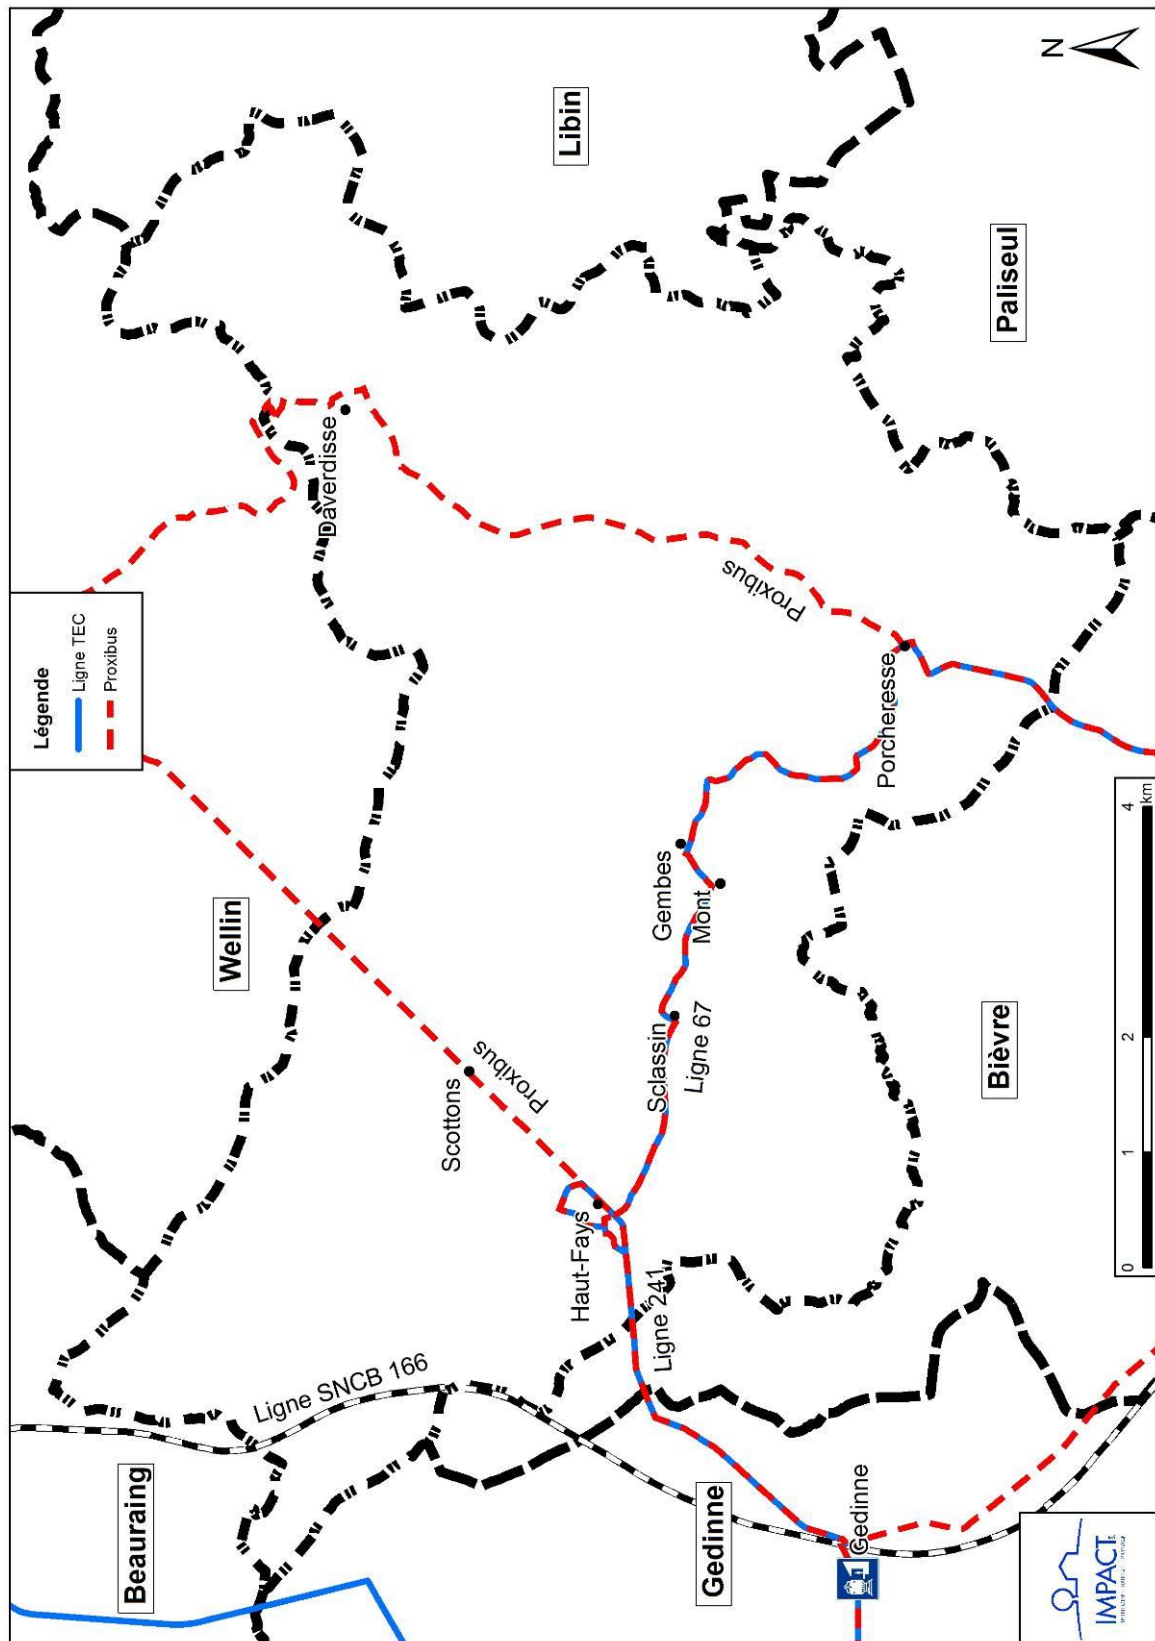 Beauraing
Ligne SNCB 166
Wellin
Légende
Ligne TEC
Proxibus
Daverdisse
Libin
N
Scottons
Proxibus
Haut-Fays
Ligne 241
Sclassin
Ligne 67
Gembes
Mont
Proxibus
Porcheresse
Paliseul
Gedinne
Gedinne
Bièvre
0
1
2
4
km
IMPACT